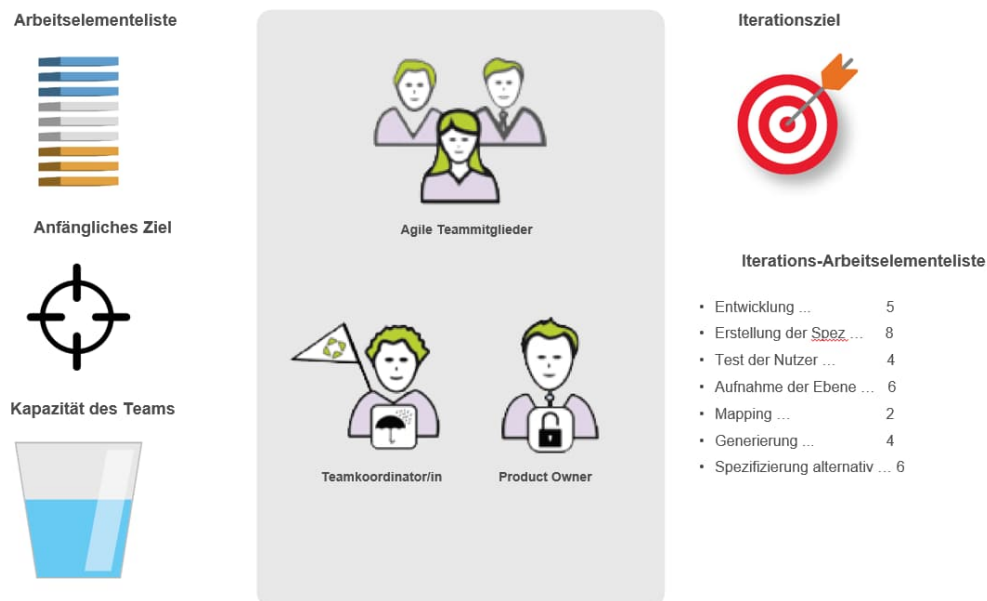 Arbeitselementeliste
Anfängliches Ziel
Kapazität des Teams
Agile Teammitglieder
Teamkoordinator/in
Product Owner
Iterationsziel
Iterations-Arbeitselementeliste
• Entwicklung ... 5
• Erstellung der Spez ... 8
• Test der Nutzer ... 4
• Aufnahme der Ebene ... 6
• Mapping ... 2
• Generierung ... 4
• Spezifizierung alternativ ... 6